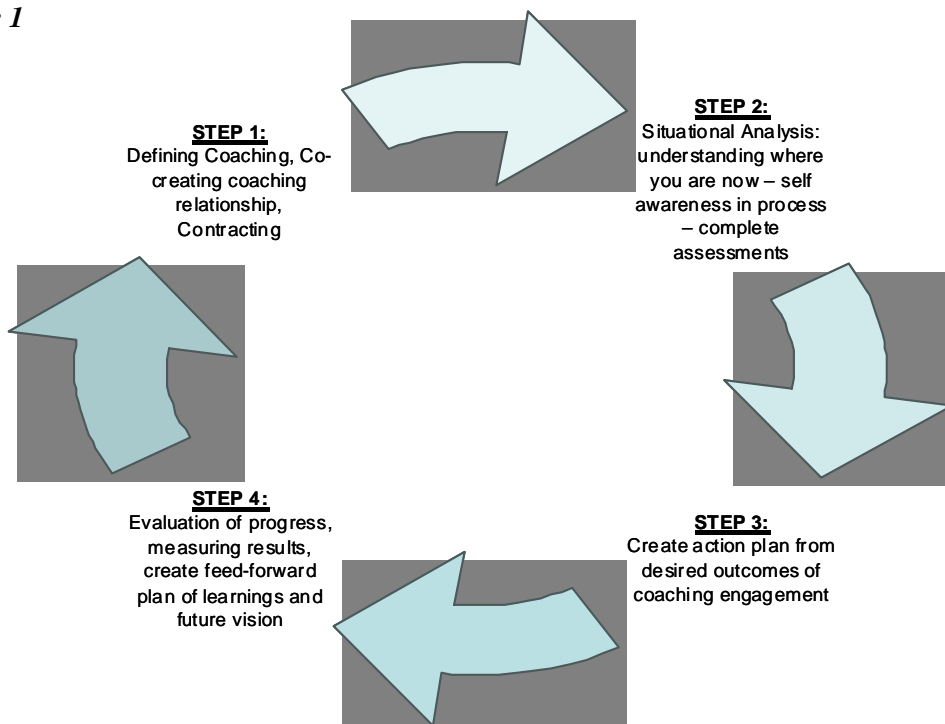 1
STEP 1:
Defining Coaching, Co-
creating coaching
relationship,
Contracting
STEP 2:
Situational Analysis:
understanding where
you are now – self
awareness in process
– complete
assessments
STEP 3:
Create action plan from
desired outcomes of
coaching engagement
STEP 4:
Evaluation of progress,
measuring results,
create feed-forward
plan of learnings and
future vision